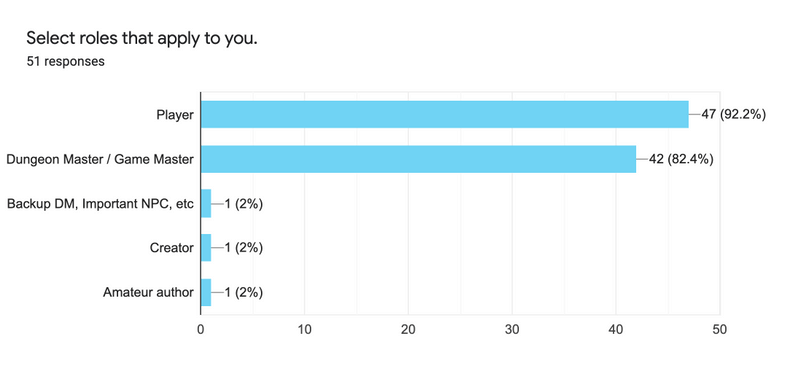 Select roles that apply to you.
51 responses
Player
47 (92.2%)
Dungeon Master / Game Master
42 (82.4%)
Backup DM, Important NPC, etc
1 (2%)
Creator
1 (2%)
Amateur author
1 (2%)
0 10 20 30 40 50